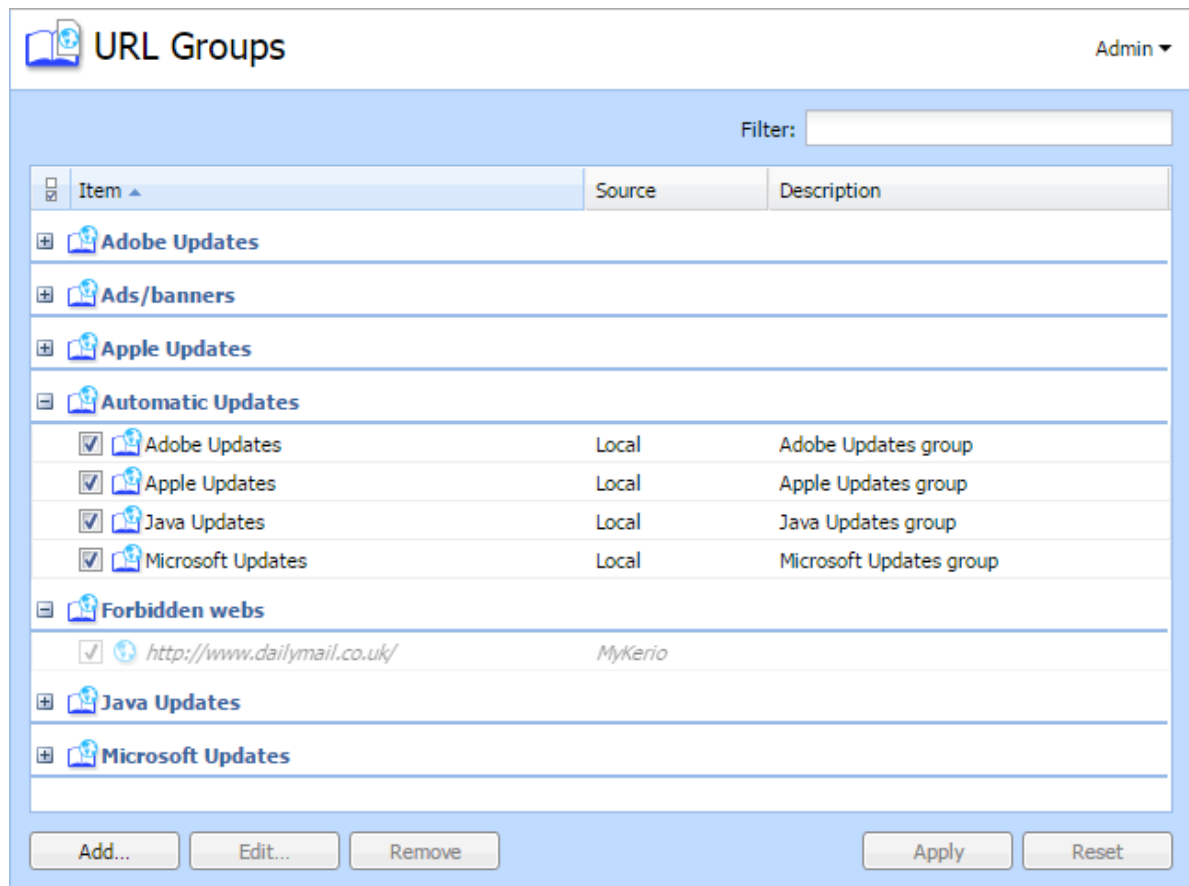 URL Groups
Admin
Filter:
Item Source Description
Adobe Updates
Ads/banners
Apple Updates
Automatic Updates
Adobe Updates Local Adobe Updates group
Apple Updates Local Apple Updates group
Java Updates Local Java Updates group
Microsoft Updates Local Microsoft Updates group
Forbidden webs
http://www.dailymail.co.uk/ MyKerio
Java Updates
Microsoft Updates
Add... Edit... Remove Apply Reset